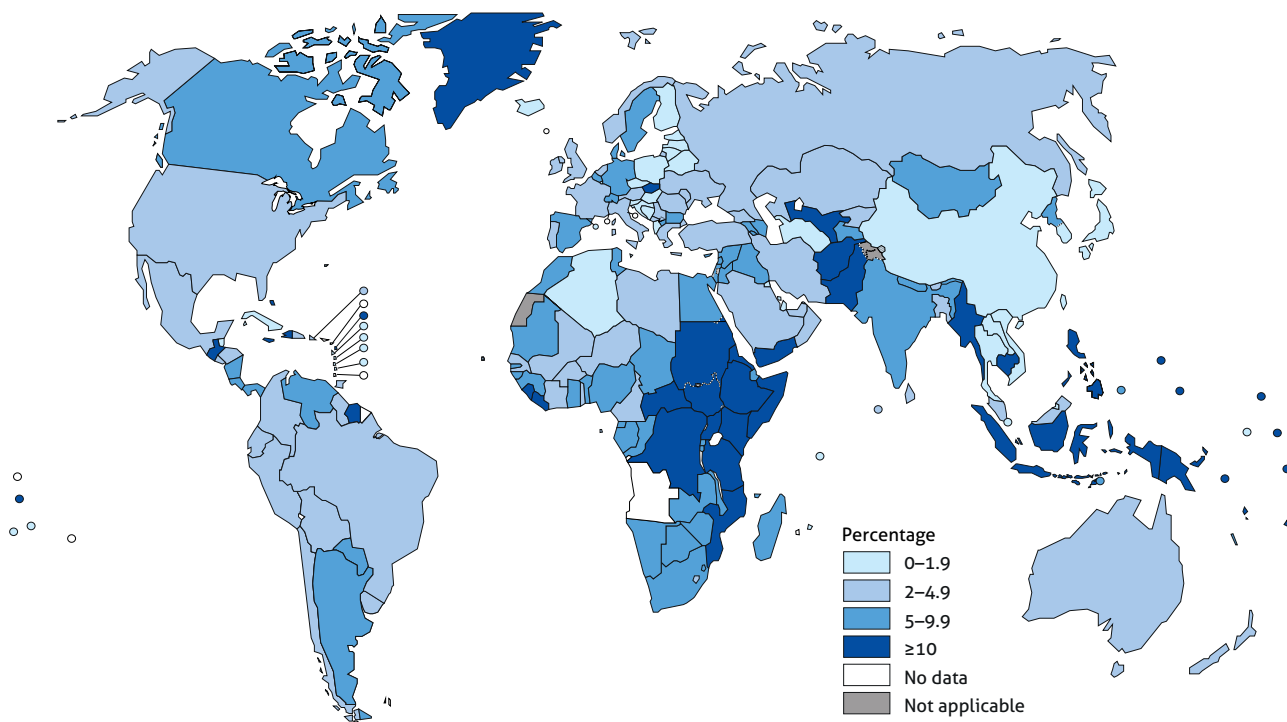 Percentage
0–1.9
2–4.9
5–9.9
≥10
No data
Not applicable